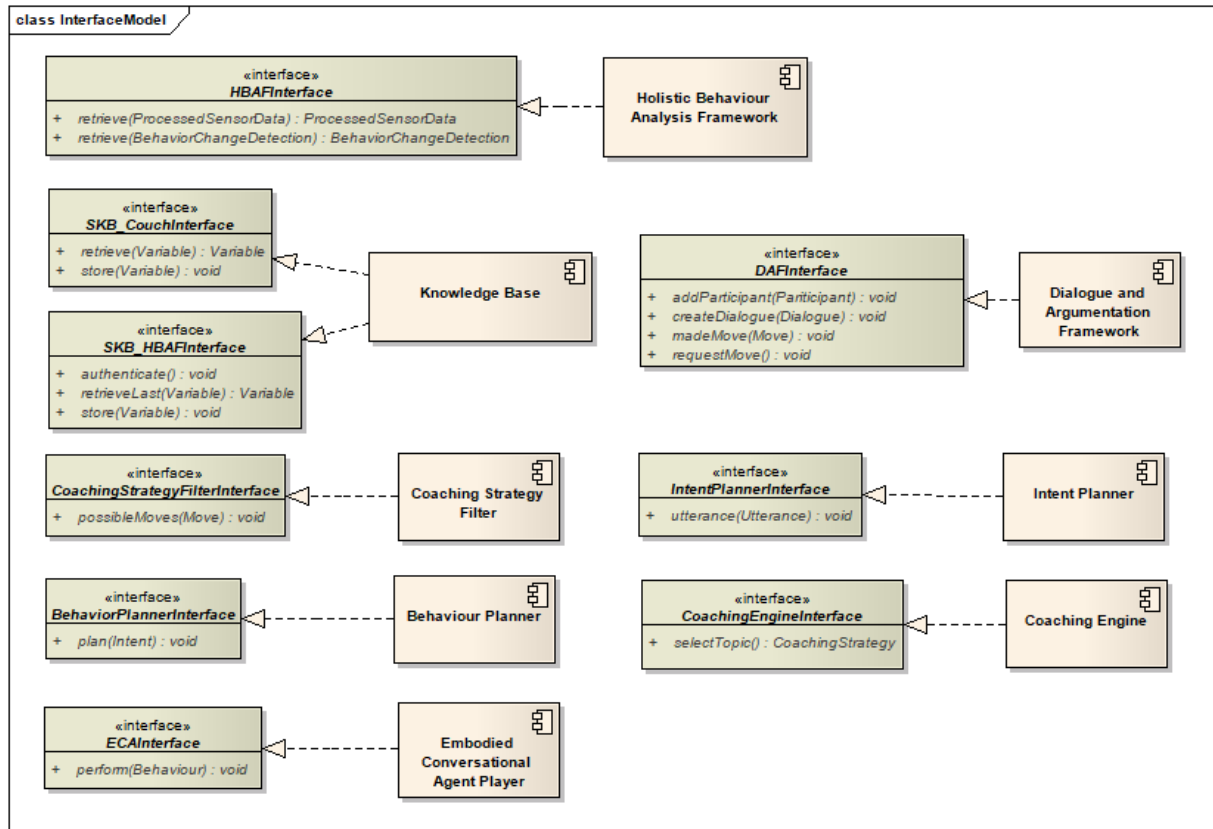 class InterfaceModel
«interface»
HBAFInterface
+ retrieve(ProcessedSensorData) : ProcessedSensorData
+ retrieve(BehaviorChangeDetection) : BehaviorChangeDetection
Holistic Behaviour
Analysis Framework
«interface»
SKB_CouchInterface
+ retrieve(Variable) : Variable
+ store(Variable) : void
Knowledge Base
«interface»
SKB_HBAFInterface
+ authenticate() : void
+ retrieveLast(Variable) : Variable
+ store(Variable) : void
«interface»
DAFInterface
+ addParticipant(Pariticipant) : void
+ createDialogue(Dialogue) : void
+ madeMove(Move) : void
+ requestMove() : void
Dialogue and
Argumentation
Framework
«interface»
CoachingStrategyFilterInterface
+ possibleMoves(Move) : void
Coaching Strategy
Filter
«interface»
IntentPlannerInterface
+ utterance(Utterance) : void
Intent Planner
«interface»
BehaviorPlannerInterface
+ plan(Intent) : void
Behaviour Planner
«interface»
CoachingEngineInterface
+ selectTopic() : CoachingStrategy
Coaching Engine
«interface»
ECAInterface
+ perform(Behaviour) : void
Embodied
Conversational
Agent Player